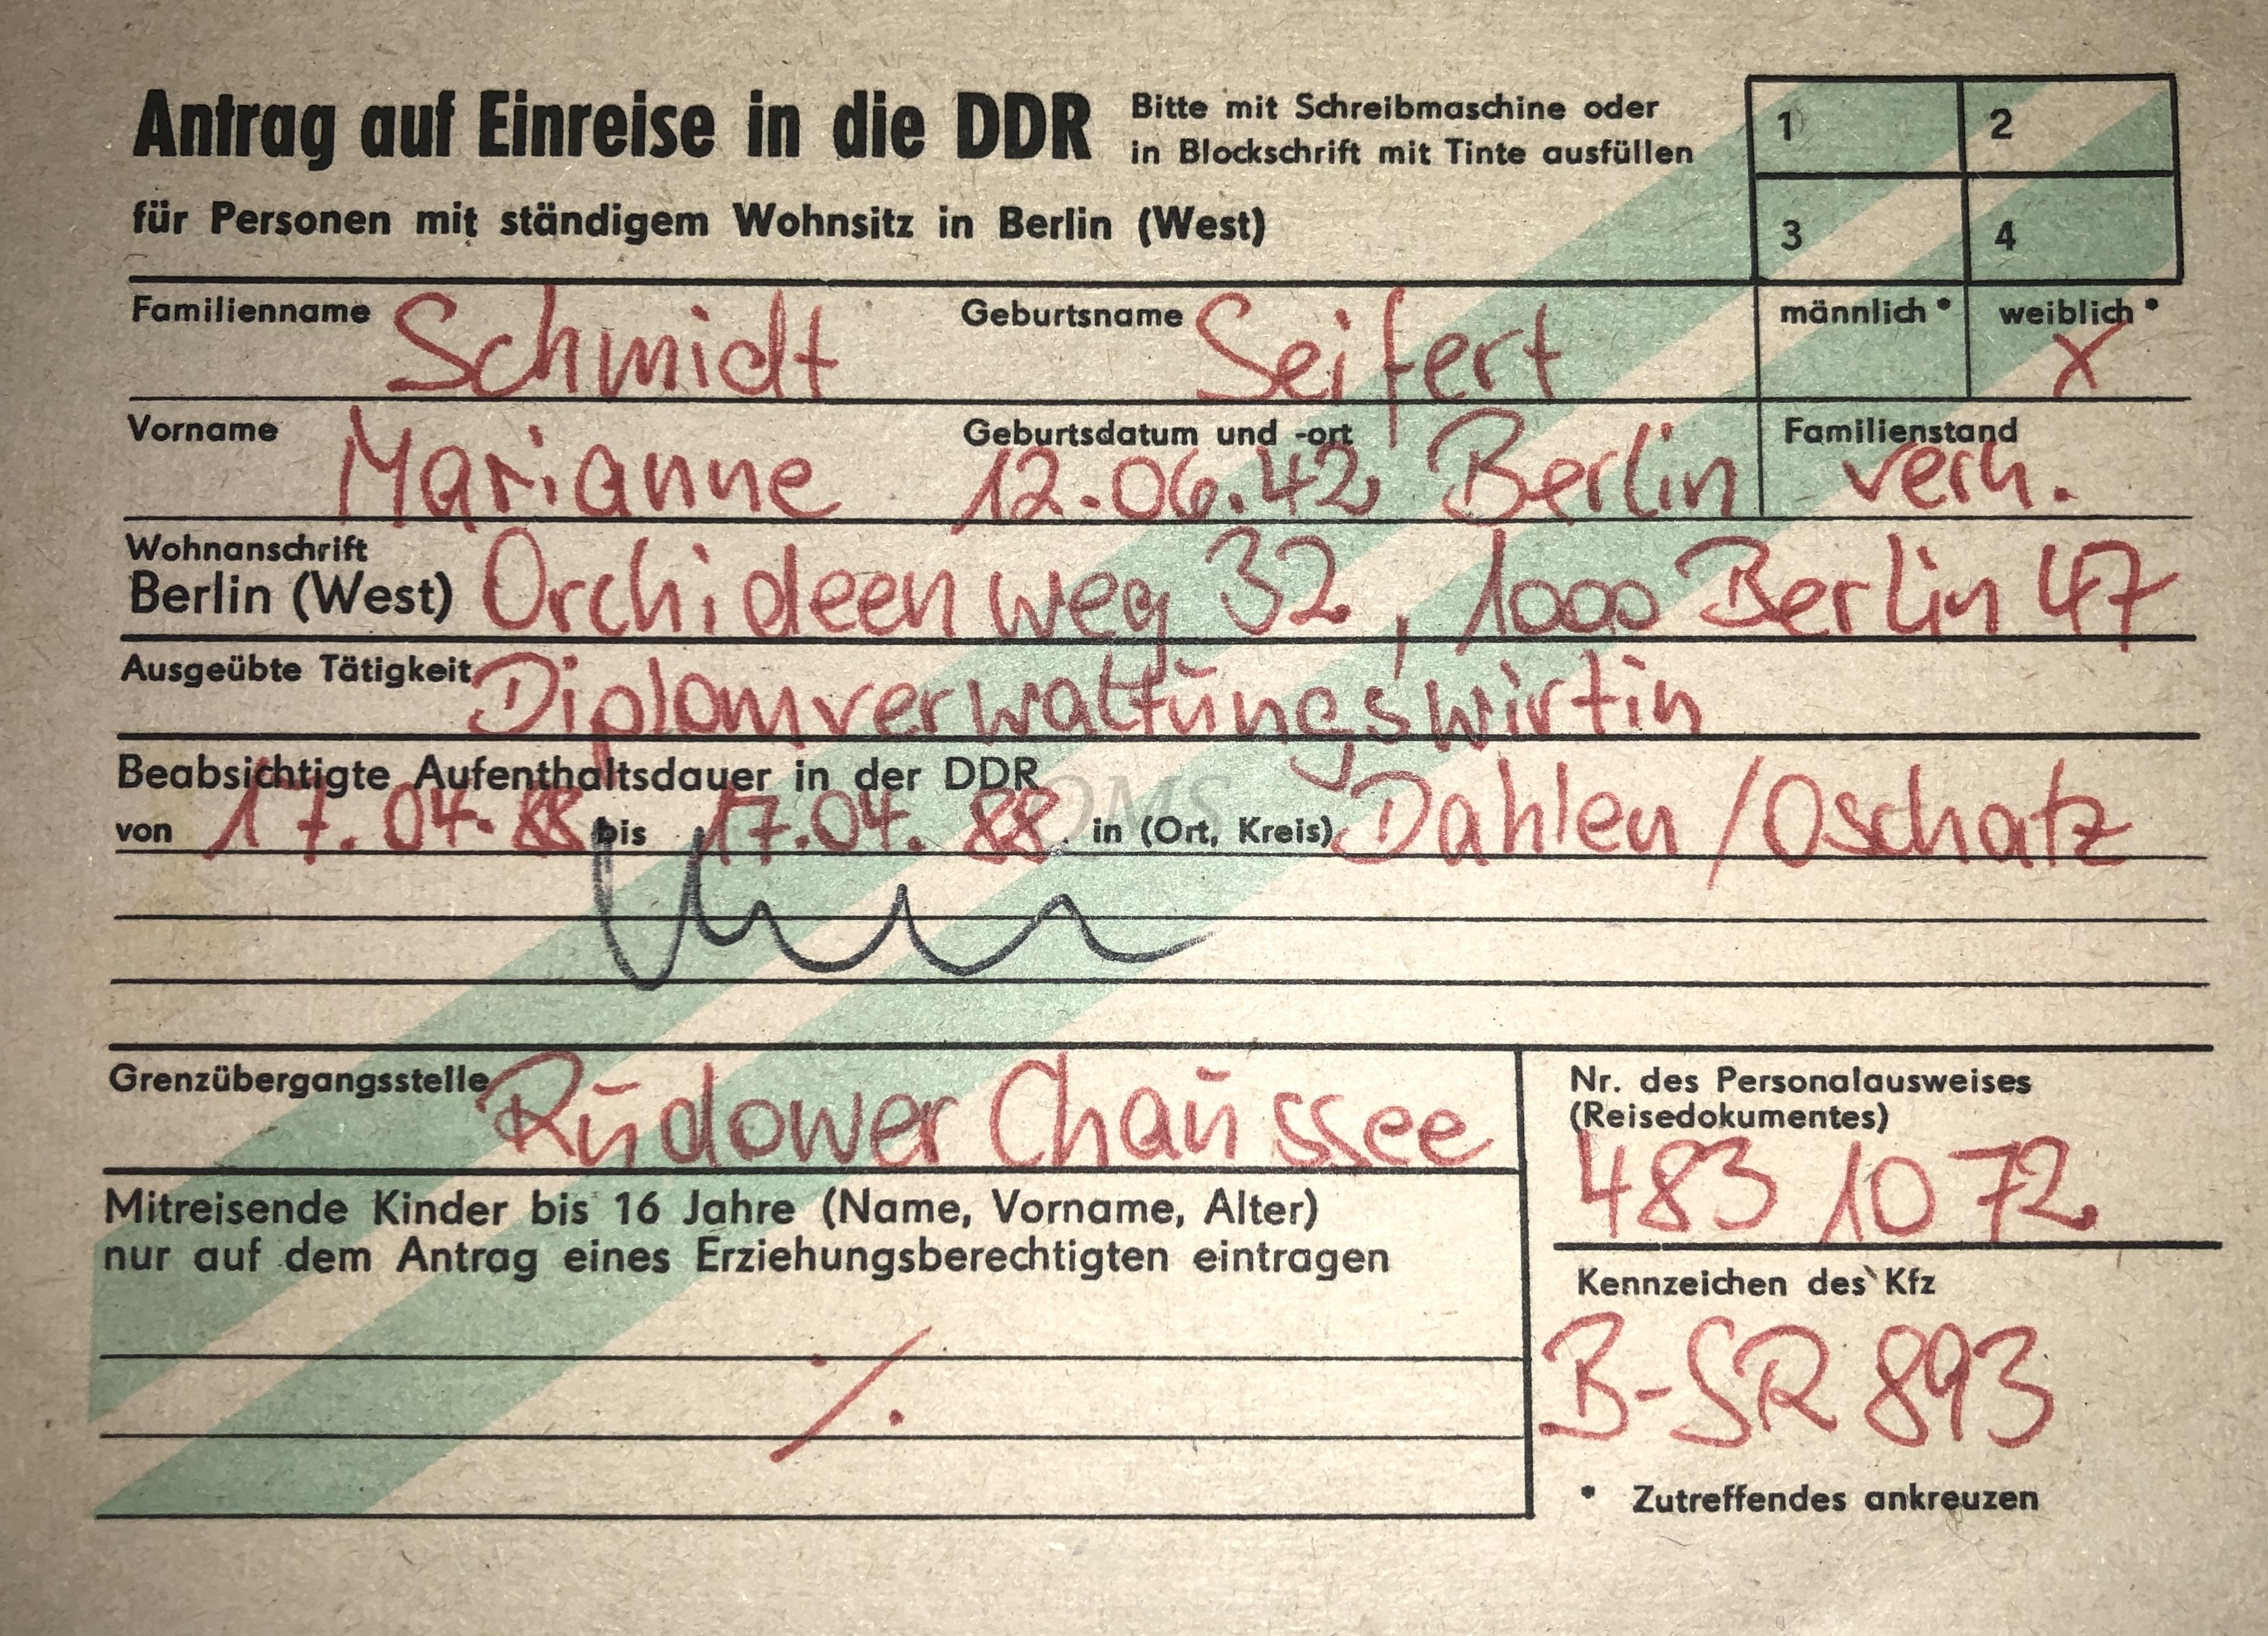 Antrag auf Einreise in die DDR
Bitte mit Schreibmaschine oder
in Blockschrift mit Tinte ausfüllen
für Personen mit ständigem Wohnsitz in Berlin (West)
1 2
3 4
Familienname Schmidt Geburtsname Seifert männlich* weiblich* X
Vorname Marianne Geburtsdatum und -ort 12.06.42 Berlin Familienstand verh.
Wohnanschrift
Berlin (West) Orchideenweg 32, 1000 Berlin 47
Ausgeübte Tätigkeit Diplomverwaltungswirtin
Beabsichtigte Aufenthaltsdauer in der DDR
von 17.04.88 bis 17.04.88 in (Ort, Kreis) Dahlen / Oschatz
Grenzübergangsstelle Rudower Chaussee
Nr. des Personalausweises
(Reisedokumentes)
483 10 72
Mitreisende Kinder bis 16 Jahre (Name, Vorname, Alter)
nur auf dem Antrag eines Erziehungsberechtigten eintragen
./.
Kennzeichen des Kfz
B-SR 893
* Zutreffendes ankreuzen